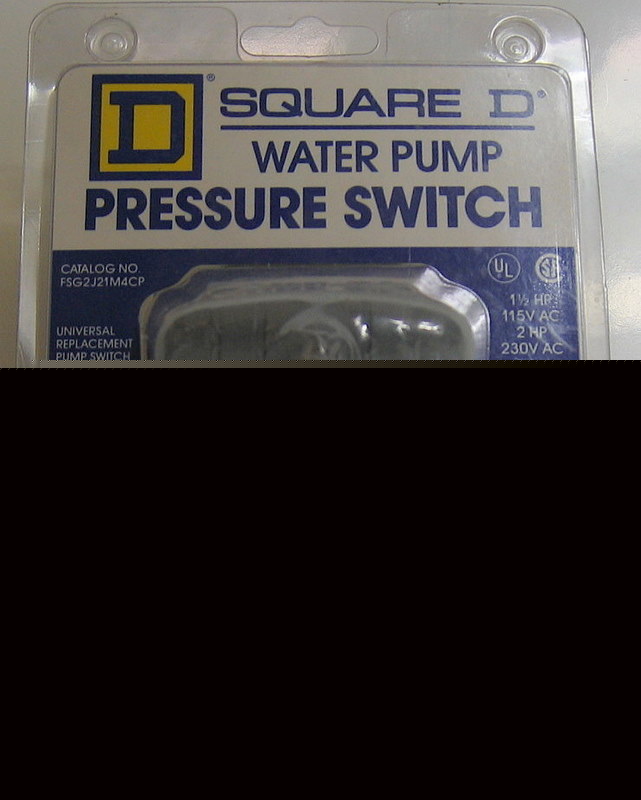 D® SQUARE D®
WATER PUMP
PRESSURE SWITCH
CATALOG NO.
FSG2J21M4CP
UL
1½ HP
115V AC
2 HP
230V AC
UNIVERSAL
REPLACEMENT
PUMP SWITCH